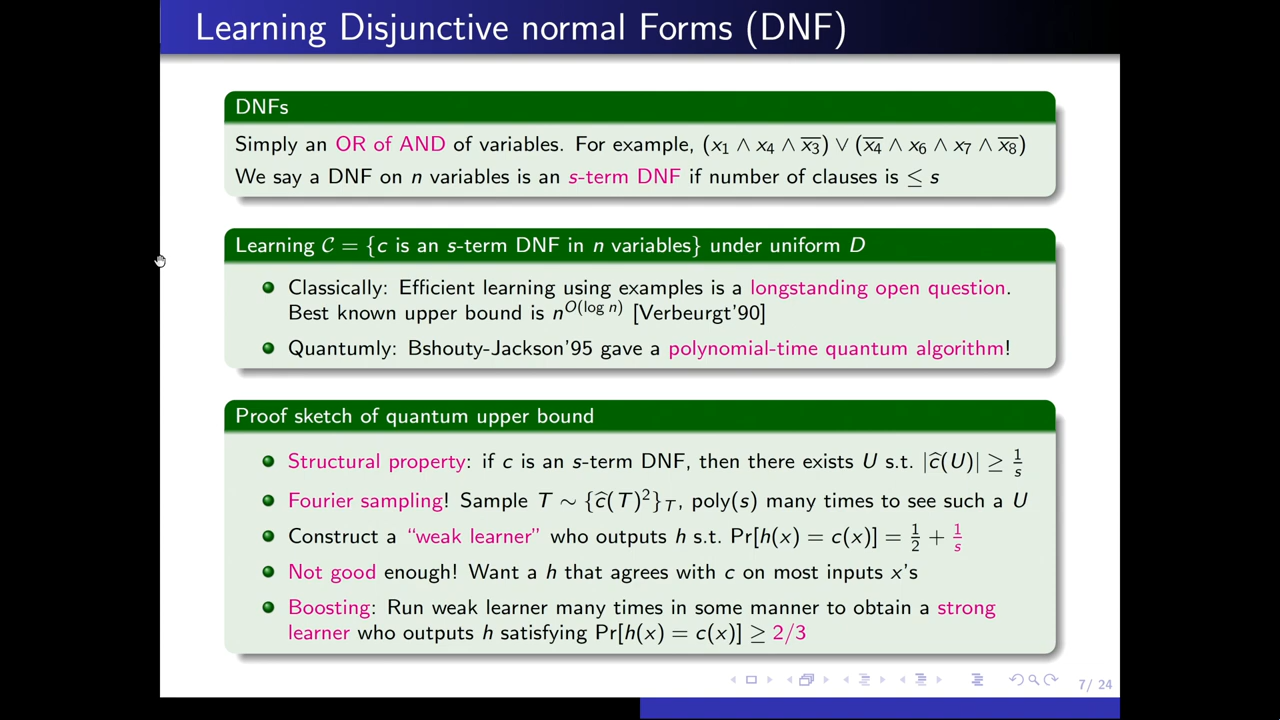 Learning Disjunctive normal Forms (DNF)
DNFs
Simply an OR of AND of variables. For example, (x₁ ∧ x₄ ∧ x̅₃) ∨ (x̅₄ ∧ x₆ ∧ x₇ ∧ x̅₈)
We say a DNF on n variables is an s-term DNF if number of clauses is ≤ s
Learning 𝒞 = {c is an s-term DNF in n variables} under uniform D
Classically: Efficient learning using examples is a longstanding open question.
Best known upper bound is n^{O(log n)} [Verbeurgt'90]
Quantumly: Bshouty-Jackson'95 gave a polynomial-time quantum algorithm!
Proof sketch of quantum upper bound
Structural property: if c is an s-term DNF, then there exists U s.t. |ĉ(U)| ≥ 1/s
Fourier sampling! Sample T ∼ {ĉ(T)²}_T, poly(s) many times to see such a U
Construct a “weak learner” who outputs h s.t. Pr[h(x) = c(x)] = 1/2 + 1/s
Not good enough! Want a h that agrees with c on most inputs x's
Boosting: Run weak learner many times in some manner to obtain a strong
learner who outputs h satisfying Pr[h(x) = c(x)] ≥ 2/3
7/ 24